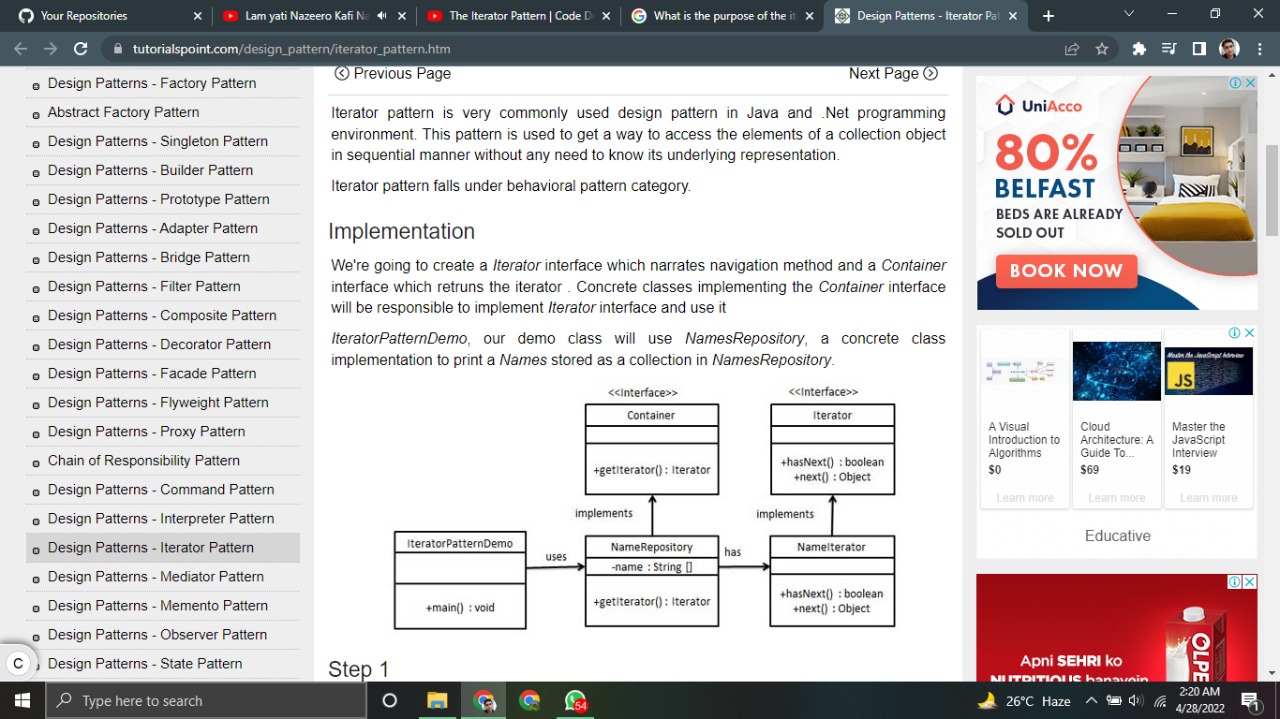 Your Repositories
Lam yati Nazeero Kafi Na
The Iterator Pattern | Code D
What is the purpose of the it
Design Patterns - Iterator Pat
tutorialspoint.com/design_pattern/iterator_pattern.htm
Design Patterns - Factory Pattern
Abstract Factory Pattern
Design Patterns - Singleton Pattern
Design Patterns - Builder Pattern
Design Patterns - Prototype Pattern
Design Patterns - Adapter Pattern
Design Patterns - Bridge Pattern
Design Patterns - Filter Pattern
Design Patterns - Composite Pattern
Design Patterns - Decorator Pattern
Design Patterns - Facade Pattern
Design Patterns - Flyweight Pattern
Design Patterns - Proxy Pattern
Chain of Responsibility Pattern
Design Patterns - Command Pattern
Design Patterns - Interpreter Pattern
Design Patterns - Iterator Pattern
Design Patterns - Mediator Pattern
Design Patterns - Memento Pattern
Design Patterns - Observer Pattern
Design Patterns - State Pattern
C
Previous Page
Next Page
Iterator pattern is very commonly used design pattern in Java and .Net programming
environment. This pattern is used to get a way to access the elements of a collection object
in sequential manner without any need to know its underlying representation.
Iterator pattern falls under behavioral pattern category.
Implementation
We're going to create a Iterator interface which narrates navigation method and a Container
interface which retruns the iterator . Concrete classes implementing the Container interface
will be responsible to implement Iterator interface and use it
IteratorPatternDemo, our demo class will use NamesRepository, a concrete class
implementation to print a Names stored as a collection in NamesRepository.
<<Interface>>
Container
+getIterator() : Iterator
<<Interface>>
Iterator
+hasNext() : boolean
+next() : Object
implements
implements
IteratorPatternDemo
+main() : void
uses
NameRepository
-name : String []
+getIterator() : Iterator
has
NameIterator
+hasNext() : boolean
+next() : Object
Step 1
UniAcco
80%
BELFAST
BEDS ARE ALREADY
SOLD OUT
BOOK NOW
A Visual
Introduction to
Algorithms
$0
Learn more
Cloud
Architecture: A
Guide To...
$69
Learn more
Master the JavaScript Interview
JS
Master the
JavaScript
Interview
$19
Learn more
Educative
Apni SEHRI ko
NUTRITIOUS banayein
OLPE
Type here to search
54
26°C Haze
2:20 AM
4/28/2022
1